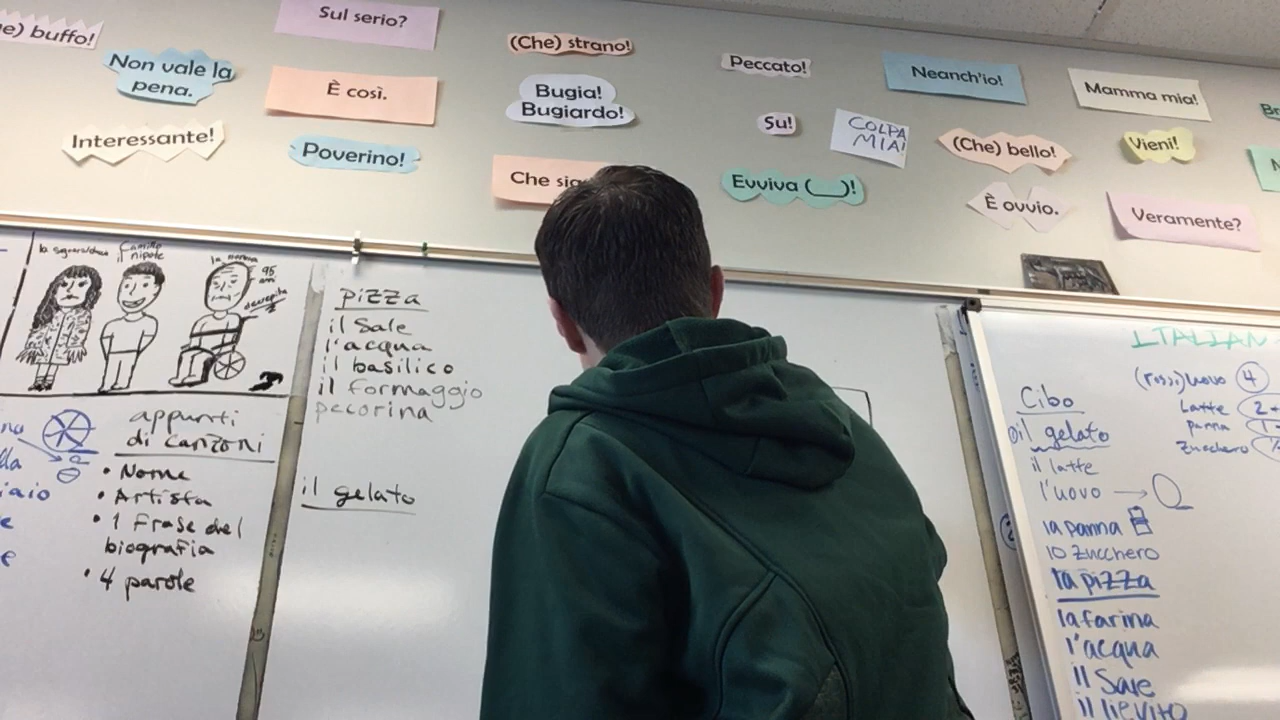 e) buffo!
Sul serio?
(Che) strano!
Peccato!
Neanch'io!
Mamma mia!
Non vale la
pena.
È così.
Bugia!
Bugiardo!
Su!
COLPA
MIA!
(Che) bello!
Vieni!
Interessante!
Poverino!
Che
Evviva (__)!
È ovvio.
Veramente?
il nipote
la nonna
95
anni
decrepita
pizza
il Sale
l'acqua
il basilico
il formaggio
pecorina
il gelato
appunti
di canzoni
• Nome
• Artista
• 1 Frase del
biografia
• 4 parole
ITALIAN
(rossi) uovo 4
Latte
panna
Zucchero
Cibo
il gelato
il latte
l'uovo →
la panna
lo zucchero
la pizza
la farina
l'acqua
il Sale
il lievito